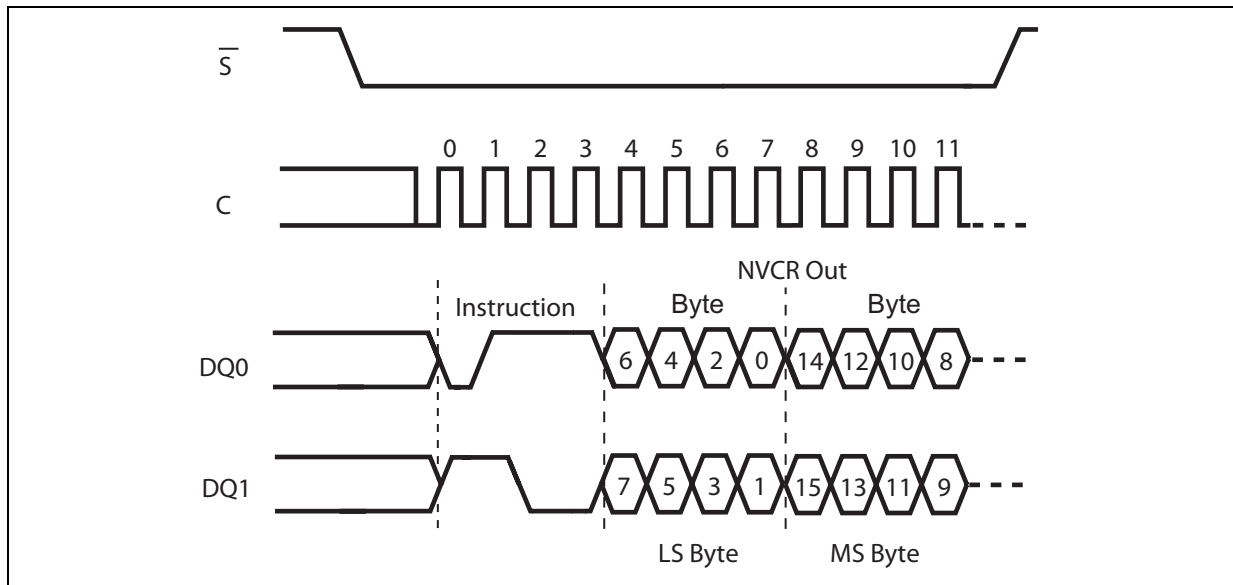 S
0 1 2 3 4 5 6 7 8 9 10 11
C
NVCR Out
Instruction Byte Byte
DQ0 6 4 2 0 14 12 10 8
DQ1 7 5 3 1 15 13 11 9
LS Byte MS Byte